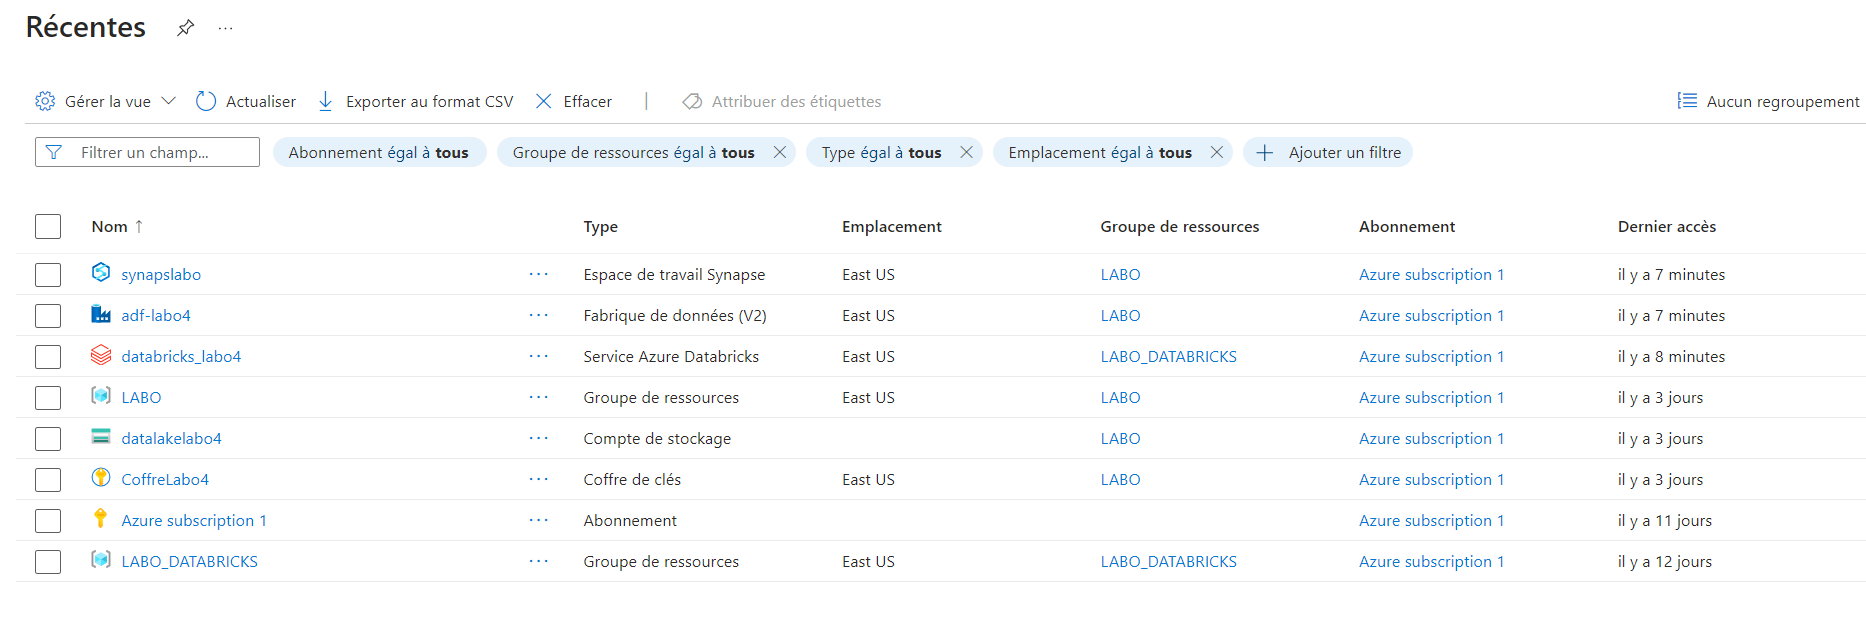 Récentes
Gérer la vue Actualiser Exporter au format CSV Effacer | Attribuer des étiquettes Aucun regroupement
Filtrer un champ... Abonnement égal à tous Groupe de ressources égal à tous Type égal à tous Emplacement égal à tous Ajouter un filtre
Nom ↑ Type Emplacement Groupe de ressources Abonnement Dernier accès
synapslabo ... Espace de travail Synapse East US LABO Azure subscription 1 il y a 7 minutes
adf-labo4 ... Fabrique de données (V2) East US LABO Azure subscription 1 il y a 7 minutes
databricks_labo4 ... Service Azure Databricks East US LABO_DATABRICKS Azure subscription 1 il y a 8 minutes
LABO ... Groupe de ressources East US LABO Azure subscription 1 il y a 3 jours
datalakelabo4 ... Compte de stockage LABO Azure subscription 1 il y a 3 jours
CoffreLabo4 ... Coffre de clés East US LABO Azure subscription 1 il y a 3 jours
Azure subscription 1 ... Abonnement Azure subscription 1 il y a 11 jours
LABO_DATABRICKS ... Groupe de ressources East US LABO_DATABRICKS Azure subscription 1 il y a 12 jours